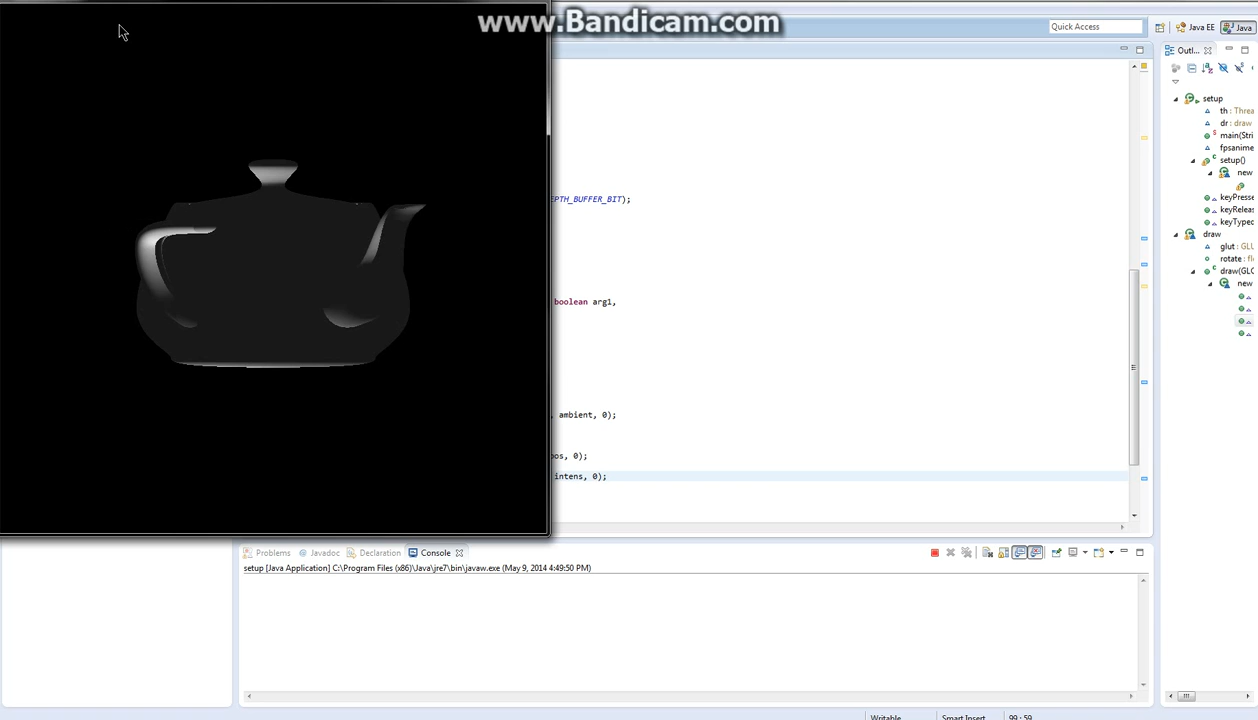 www.Bandicam.com
Quick Access
Java EE
Java
Outl...
setup
th : Threa
dr : draw
main(Stri
fpsanime
setup()
new
keyPresse
keyRelea
keyTyped
draw
glut : GLU
rotate : fl
draw(GLC
new
EPTH_BUFFER_BIT);
boolean arg1,
, ambient, 0);
pos, 0);
intens, 0);
Problems @ Javadoc Declaration Console
setup [Java Application] C:\Program Files (x86)\Java\jre7\bin\javaw.exe (May 9, 2014 4:49:50 PM)
Writable Smart Insert 99 : 59